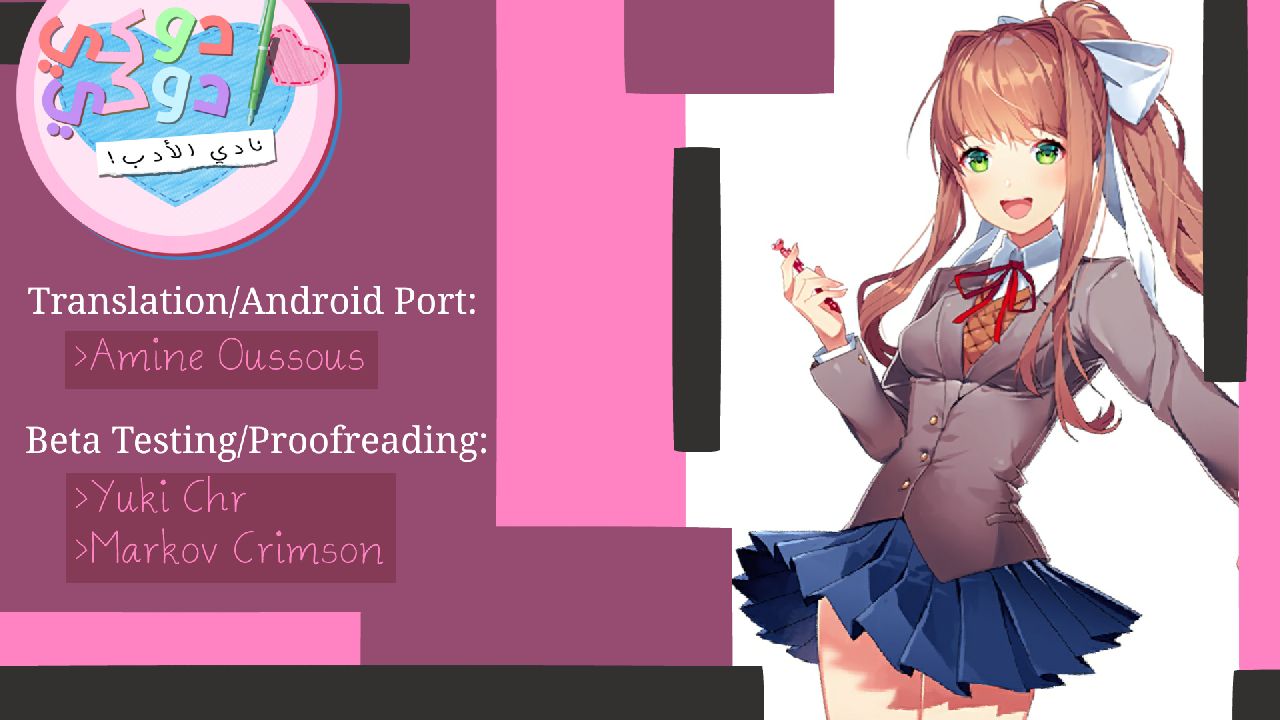 دوكي
دوكي
نادي الأدب!
Translation/Android Port:
>Amine Oussous
Beta Testing/Proofreading:
>Yuki Chr
>Markov Crimson